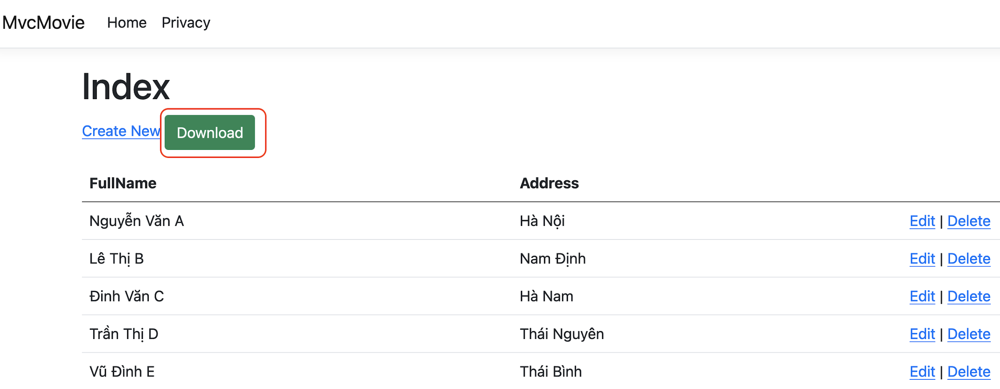 MvcMovie Home Privacy
Index
Create New Download
FullName Address
Nguyễn Văn A Hà Nội Edit | Delete
Lê Thị B Nam Định Edit | Delete
Đinh Văn C Hà Nam Edit | Delete
Trần Thị D Thái Nguyên Edit | Delete
Vũ Đình E Thái Bình Edit | Delete